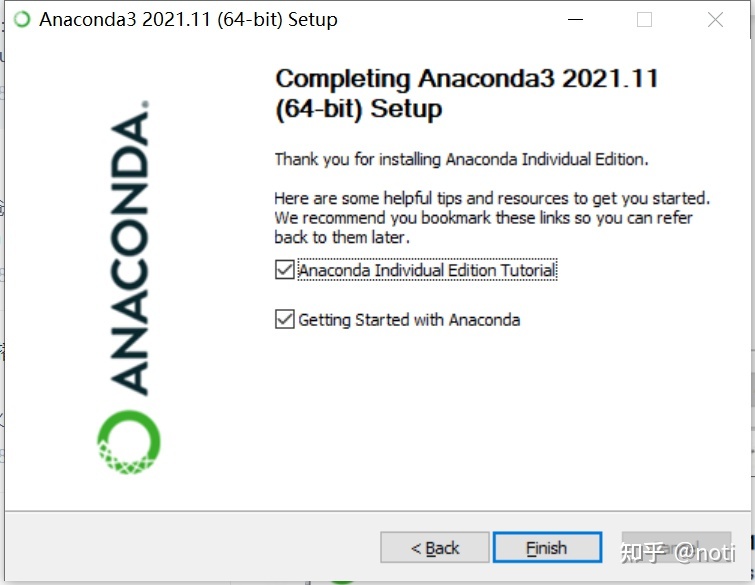 Anaconda3 2021.11 (64-bit) Setup
ANACONDA.
Completing Anaconda3 2021.11
(64-bit) Setup
Thank you for installing Anaconda Individual Edition.
Here are some helpful tips and resources to get you started.
We recommend you bookmark these links so you can refer
back to them later.
Anaconda Individual Edition Tutorial
Getting Started with Anaconda
< Back
Finish
知乎 @noti